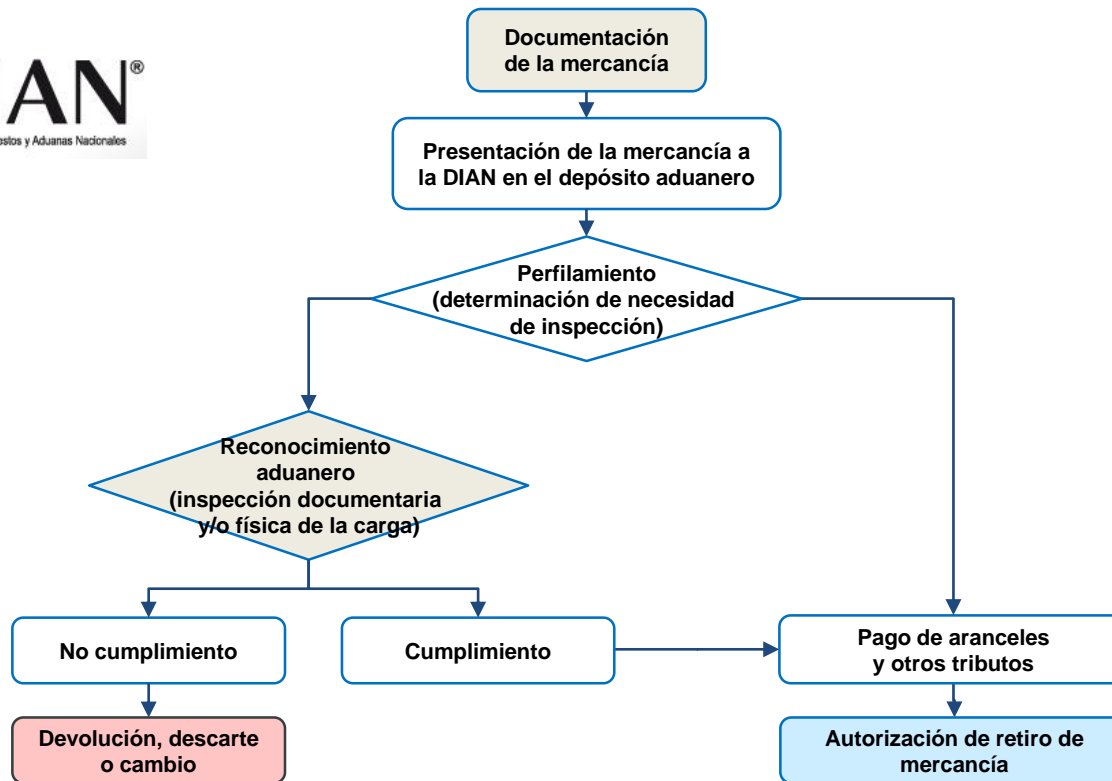 Documentación
de la mercancía
AN®
estos y Aduanas Nacionales
Presentación de la mercancía a
la DIAN en el depósito aduanero
Perfilamiento
(determinación de necesidad
de inspección)
Reconocimiento
aduanero
(inspección documentaria
y/o física de la carga)
No cumplimiento
Cumplimiento
Pago de aranceles
y otros tributos
Devolución, descarte
o cambio
Autorización de retiro de
mercancía